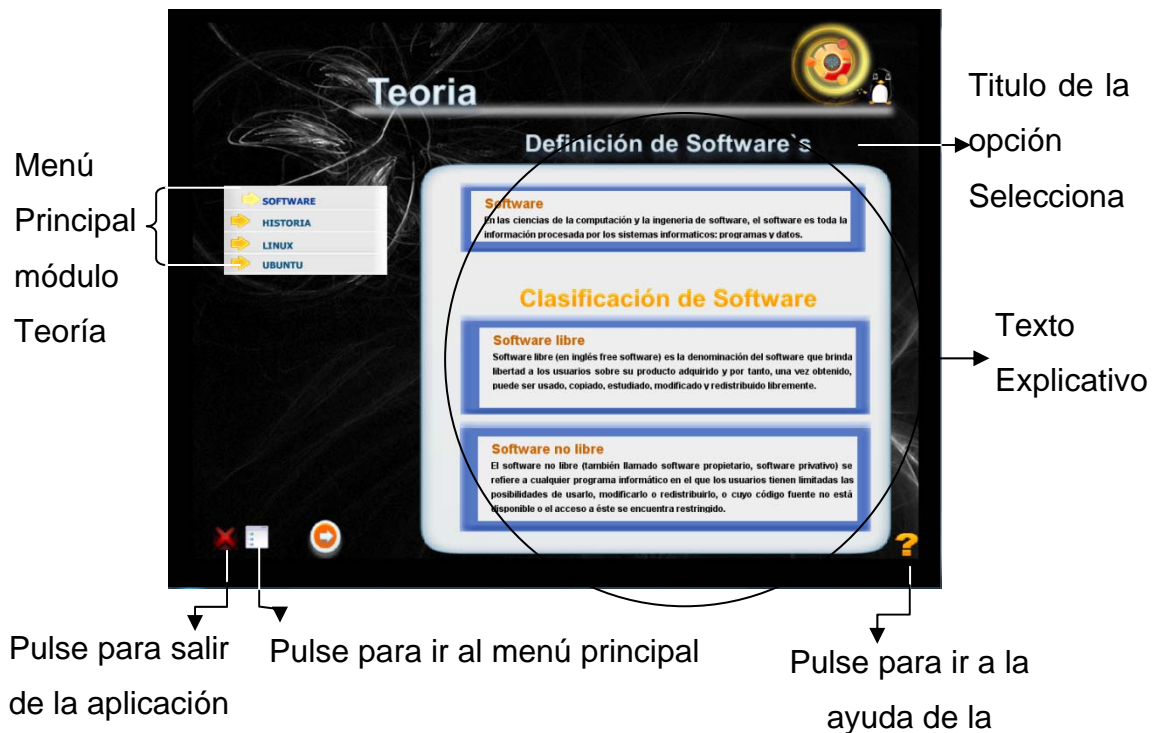 Teoria
Definición de Software`s
Titulo de la
opción
Selecciona
Menú
Principal
módulo
Teoría
SOFTWARE
HISTORIA
LINUX
UBUNTU
Software
En las ciencias de la computación y la ingeneria de software, el software es toda la
información procesada por los sistemas informaticos: programas y datos.
Clasificación de Software
Software libre
Software libre (en inglés free software) es la denominación del software que brinda
libertad a los usuarios sobre su producto adquirido y por tanto, una vez obtenido,
puede ser usado, copiado, estudiado, modificado y redistribuido libremente.
Texto
Explicativo
Software no libre
El software no libre (también llamado software propietario, software privativo) se
refiere a cualquier programa informático en el que los usuarios tienen limitadas las
posibilidades de usarlo, modificarlo o redistribuirlo, o cuyo código fuente no está
disponible o el acceso a éste se encuentra restringido.
?
Pulse para salir
de la aplicación
Pulse para ir al menú principal
Pulse para ir a la
ayuda de la